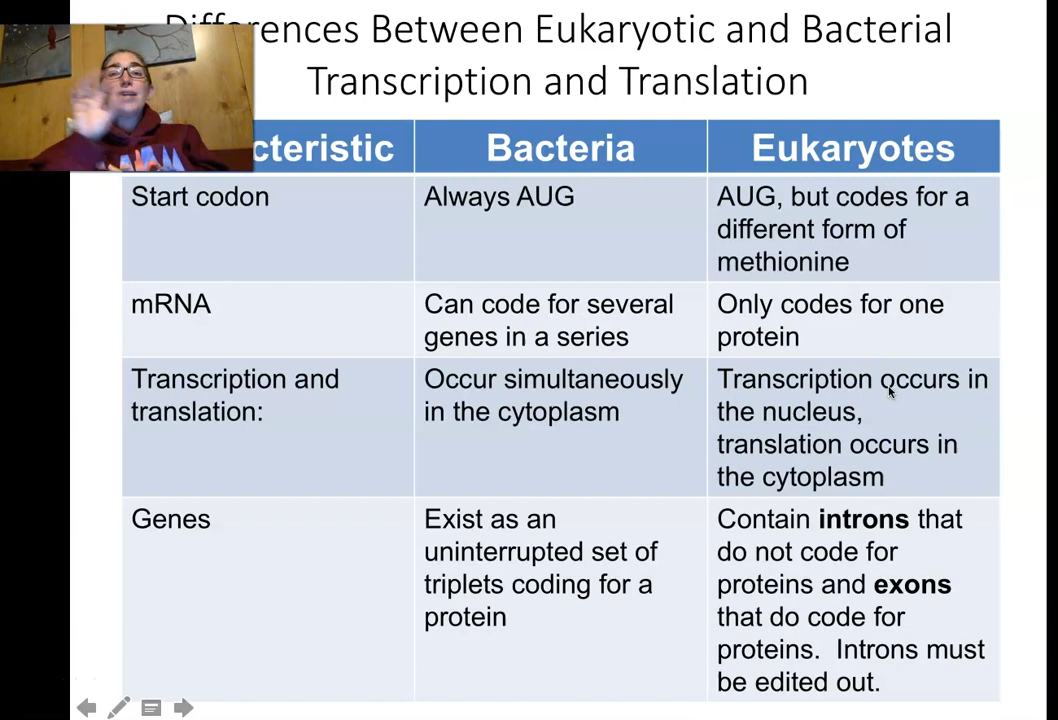 erences Between Eukaryotic and Bacterial
Transcription and Translation
cteristic
Bacteria
Eukaryotes
Start codon
Always AUG
AUG, but codes for a
different form of
methionine
mRNA
Can code for several
genes in a series
Only codes for one
protein
Transcription and
translation:
Occur simultaneously
in the cytoplasm
Transcription occurs in
the nucleus,
translation occurs in
the cytoplasm
Genes
Exist as an
uninterrupted set of
triplets coding for a
protein
Contain introns that
do not code for
proteins and exons
that do code for
proteins. Introns must
be edited out.